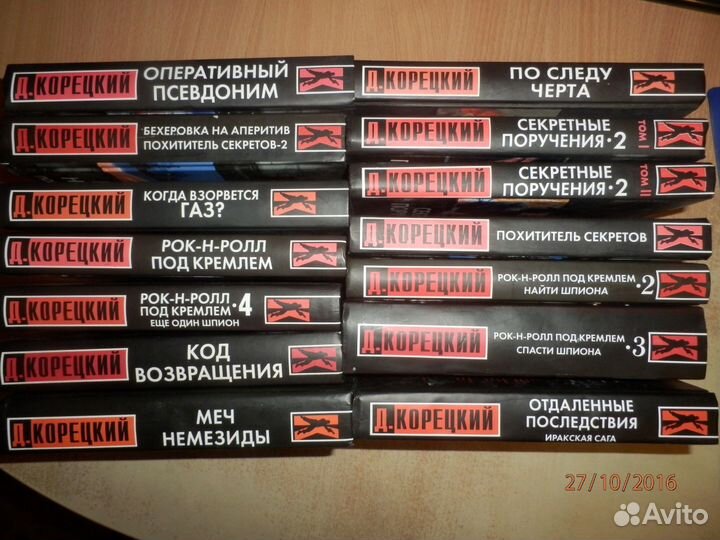 Д.КОРЕЦКИЙ
ОПЕРАТИВНЫЙ
ПСЕВДОНИМ
Д.КОРЕЦКИЙ
БЕХЕРОВКА НА АПЕРИТИВ
ПОХИТИТЕЛЬ СЕКРЕТОВ-2
Д.КОРЕЦКИЙ
КОГДА ВЗОРВЕТСЯ
ГАЗ?
Д.КОРЕЦКИЙ
РОК-Н-РОЛЛ
ПОД КРЕМЛЕМ
Д.КОРЕЦКИЙ
РОК-Н-РОЛЛ
ПОД КРЕМЛЕМ·4
ЕЩЕ ОДИН ШПИОН
Д.КОРЕЦКИЙ
КОД
ВОЗВРАЩЕНИЯ
Д.КОРЕЦКИЙ
МЕЧ
НЕМЕЗИДЫ
Д.КОРЕЦКИЙ
ПО СЛЕДУ
ЧЕРТА
Д.КОРЕЦКИЙ
СЕКРЕТНЫЕ
ПОРУЧЕНИЯ·2
ТОМ I
Д.КОРЕЦКИЙ
СЕКРЕТНЫЕ
ПОРУЧЕНИЯ·2
ТОМ II
Д.КОРЕЦКИЙ
ПОХИТИТЕЛЬ СЕКРЕТОВ
Д.КОРЕЦКИЙ
РОК-Н-РОЛЛ ПОД КРЕМЛЕМ·2
НАЙТИ ШПИОНА
Д.КОРЕЦКИЙ
РОК-Н-РОЛЛ ПОД КРЕМЛЕМ·3
СПАСТИ ШПИОНА
Д.КОРЕЦКИЙ
ОТДАЛЕННЫЕ
ПОСЛЕДСТВИЯ
ИРАКСКАЯ САГА
27/10/2016
Avito